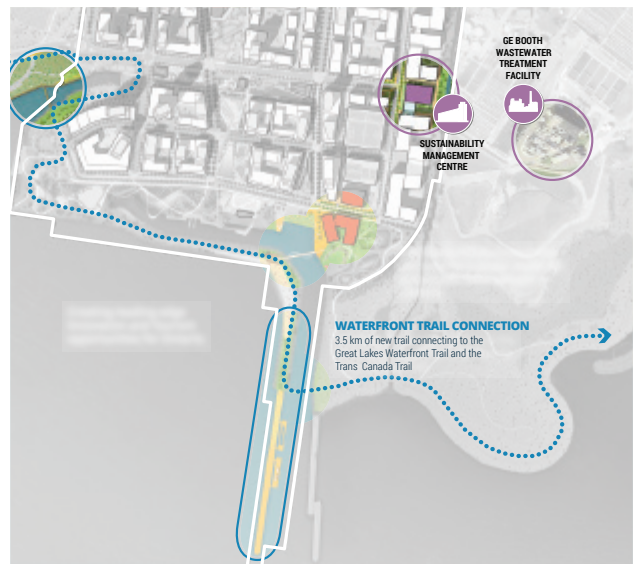 GE BOOTH
WASTEWATER
TREATMENT
FACILITY
SUSTAINABILITY
MANAGEMENT
CENTRE
WATERFRONT TRAIL CONNECTION
3.5 km of new trail connecting to the
Great Lakes Waterfront Trail and the
Trans Canada Trail